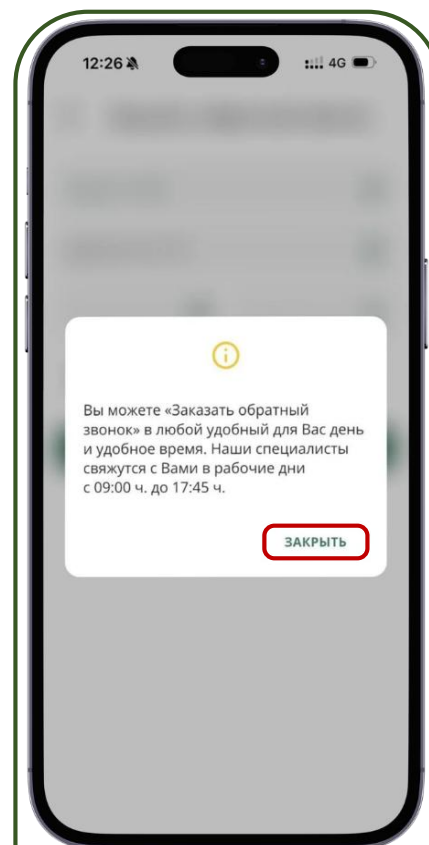 12:26
4G
Вы можете «Заказать обратный
звонок» в любой удобный для Вас день
и удобное время. Наши специалисты
свяжутся с Вами в рабочие дни
с 09:00 ч. до 17:45 ч.
ЗАКРЫТЬ